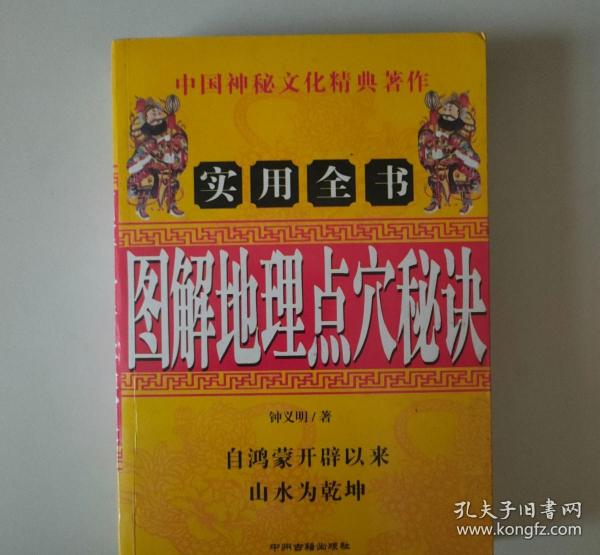 中国神秘文化精典著作
实用全书
图解地理点穴秘诀
钟义明/著
自鸿蒙开辟以来
山水为乾坤
中州古籍出版社
孔夫子旧书网
www.kongfz.com